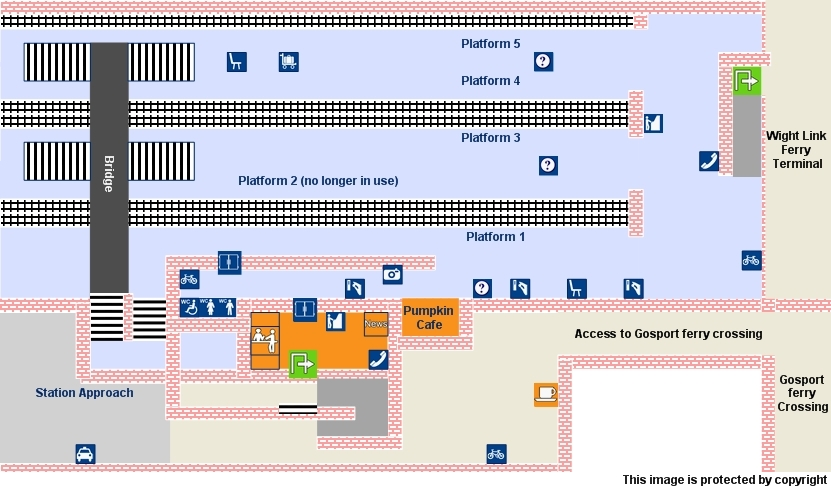 Platform 5
?
Platform 4
Platform 3
Wight Link
Ferry
Terminal
?
Bridge
Platform 2 (no longer in use)
Platform 1
?
WC WC WC
News
Pumpkin
Cafe
Access to Gosport ferry crossing
Station Approach
Gosport
ferry
Crossing
This image is protected by copyright